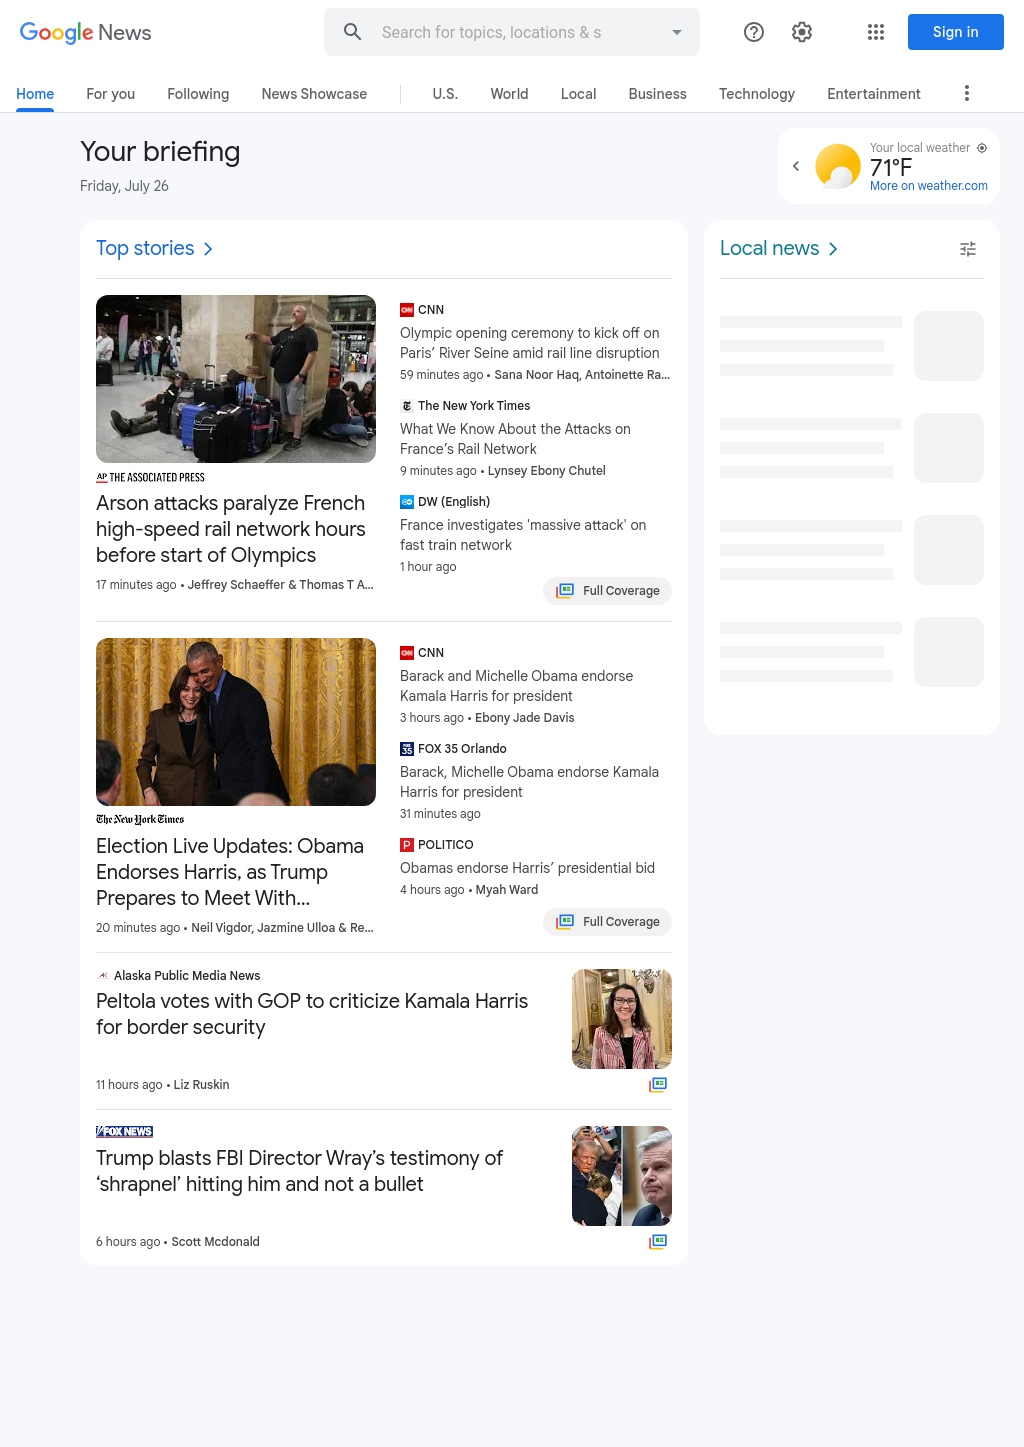 Google News
Search for topics, locations & s
Sign in
Home
For you
Following
News Showcase
U.S.
World
Local
Business
Technology
Entertainment
Your briefing
Friday, July 26
Your local weather
71°F
More on weather.com
Top stories
THE ASSOCIATED PRESS
AP
Arson attacks paralyze French
high-speed rail network hours
before start of Olympics
17 minutes ago • Jeffrey Schaeffer & Thomas T A...
CNN
CNN
Olympic opening ceremony to kick off on
Paris’ River Seine amid rail line disruption
59 minutes ago • Sana Noor Haq, Antoinette Ra...
The New York Times
What We Know About the Attacks on
France’s Rail Network
9 minutes ago • Lynsey Ebony Chutel
DW (English)
France investigates 'massive attack' on
fast train network
1 hour ago
Full Coverage
The New York Times
Election Live Updates: Obama
Endorses Harris, as Trump
Prepares to Meet With...
20 minutes ago • Neil Vigdor, Jazmine Ulloa & Re...
CNN
CNN
Barack and Michelle Obama endorse
Kamala Harris for president
3 hours ago • Ebony Jade Davis
FOX 35
FOX 35 Orlando
Barack, Michelle Obama endorse Kamala
Harris for president
31 minutes ago
P
POLITICO
Obamas endorse Harris’ presidential bid
4 hours ago • Myah Ward
Full Coverage
Alaska Public Media News
Peltola votes with GOP to criticize Kamala Harris
for border security
11 hours ago • Liz Ruskin
FOX NEWS
Trump blasts FBI Director Wray’s testimony of
‘shrapnel’ hitting him and not a bullet
6 hours ago • Scott Mcdonald
Local news